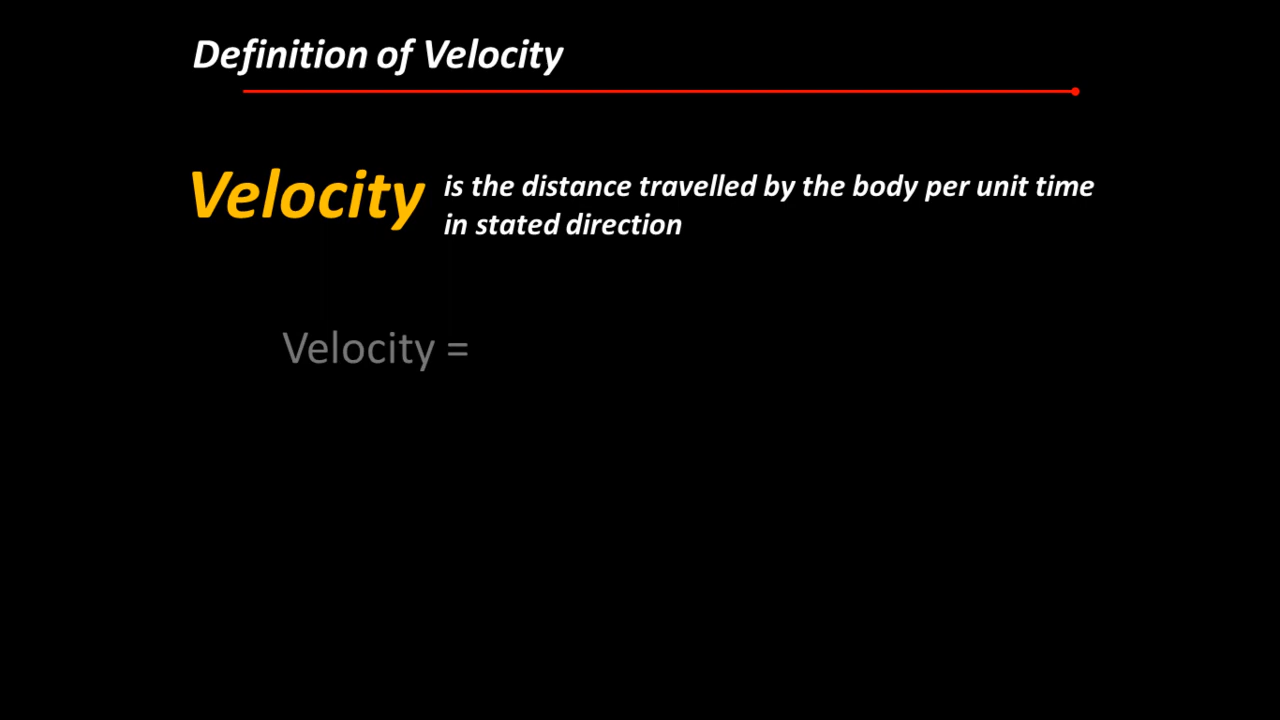 Definition of Velocity
Velocity is the distance travelled by the body per unit time
in stated direction
Velocity =